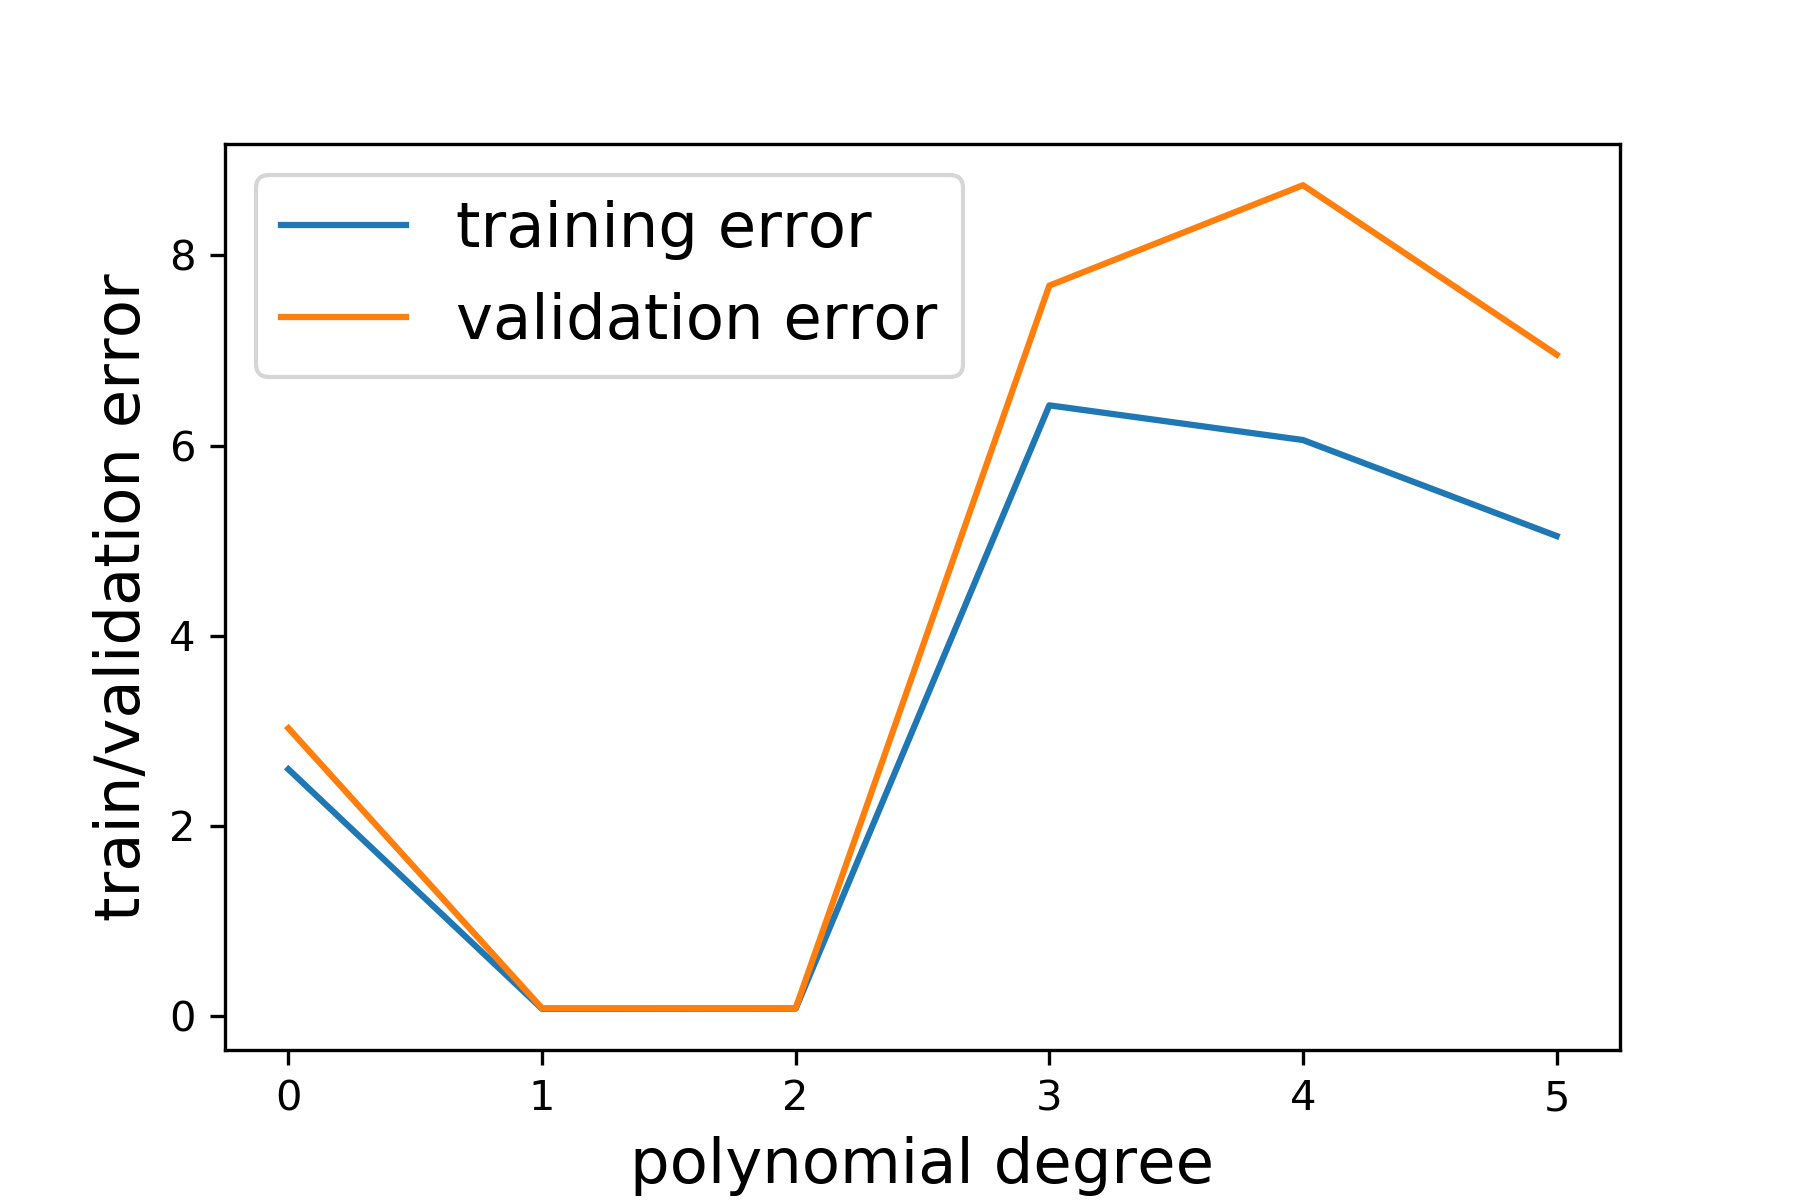 training error
validation error
train/validation error
8
6
4
2
0
0 1 2 3 4 5
polynomial degree